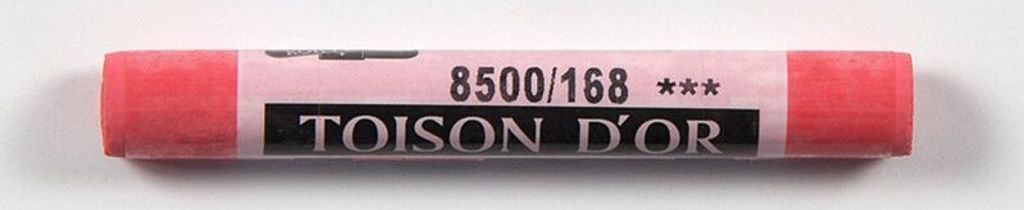 8500/168 ***
TOISON D'OR